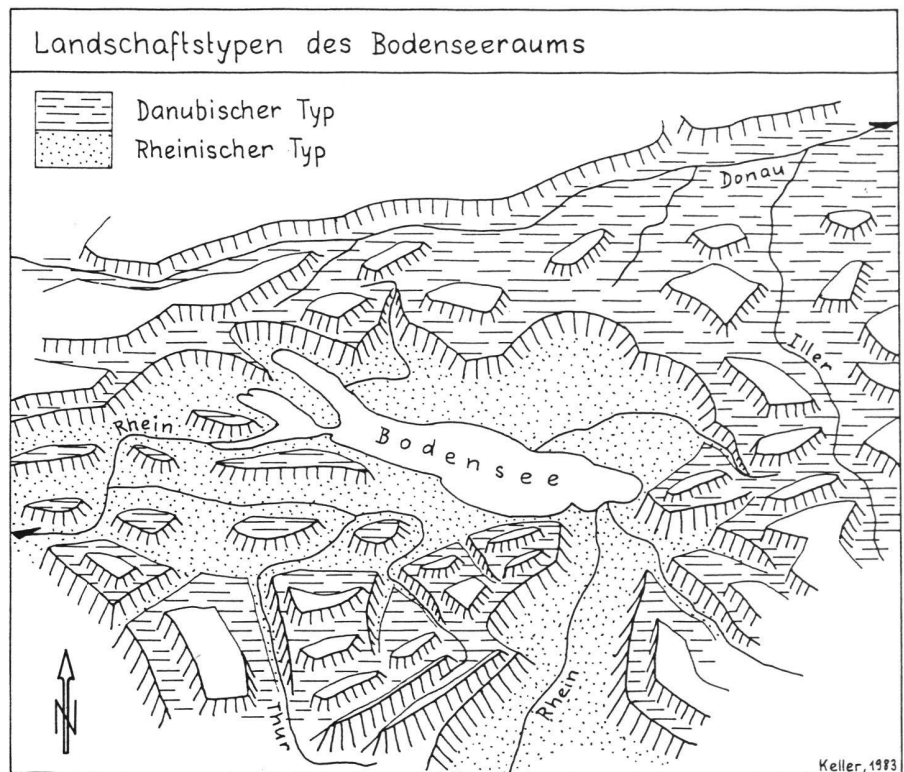 Landschaftstypen des Bodenseeraums
Danubischer Typ
Rheinischer Typ
Donau
Iller
Rhein
Bodensee
Rhein
Thur
N
Keller, 1983